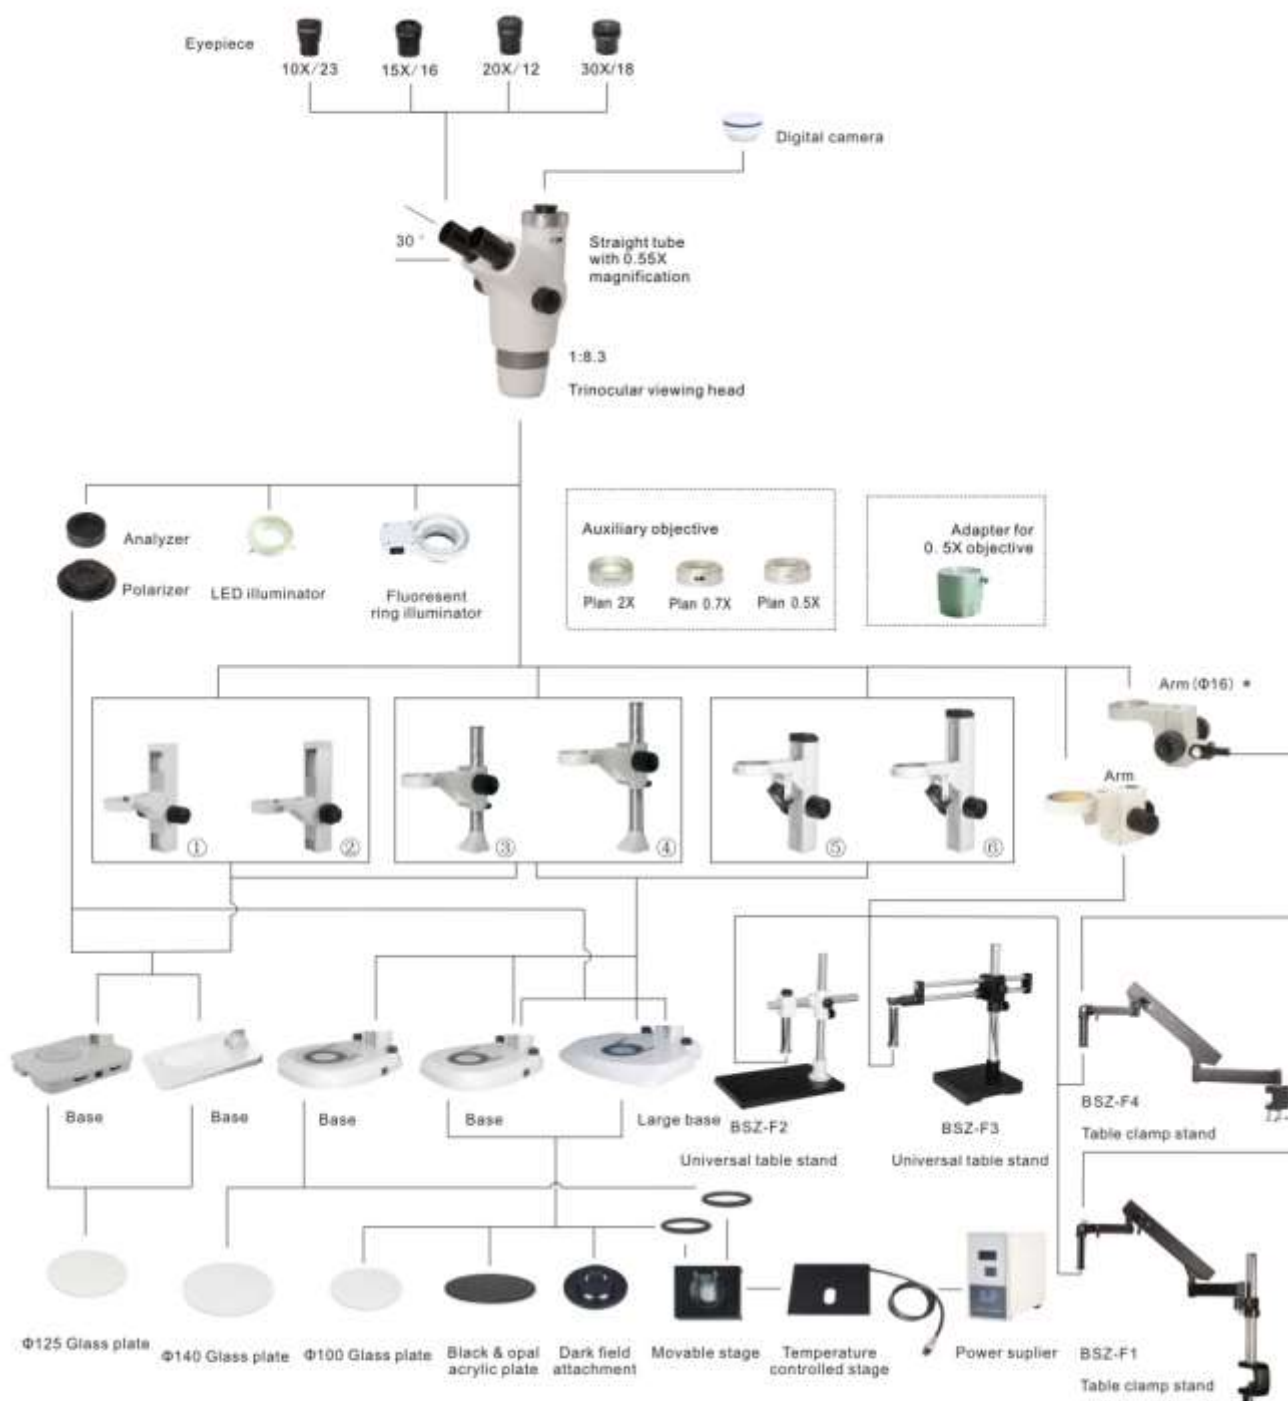 Eyepiece
10X/23
15X/16
20X/12
30X/18
Digital camera
30°
Straight tube
with 0.55X
magnification
1:8.3
Trinocular viewing head
Analyzer
Polarizer
LED illuminator
Fluoresent
ring illuminator
Auxiliary objective
Plan 2X
Plan 0.7X
Plan 0.5X
Adapter for
0. 5X objective
Arm (Φ16) *
Arm
①
②
③
④
⑤
⑥
Base
Base
Base
Base
Large base
BSZ-F2
Universal table stand
BSZ-F3
Universal table stand
BSZ-F4
Table clamp stand
Φ125 Glass plate
Φ140 Glass plate
Φ100 Glass plate
Black & opal
acrylic plate
Dark field
attachment
Movable stage
Temperature
controlled stage
Power suplier
BSZ-F1
Table clamp stand